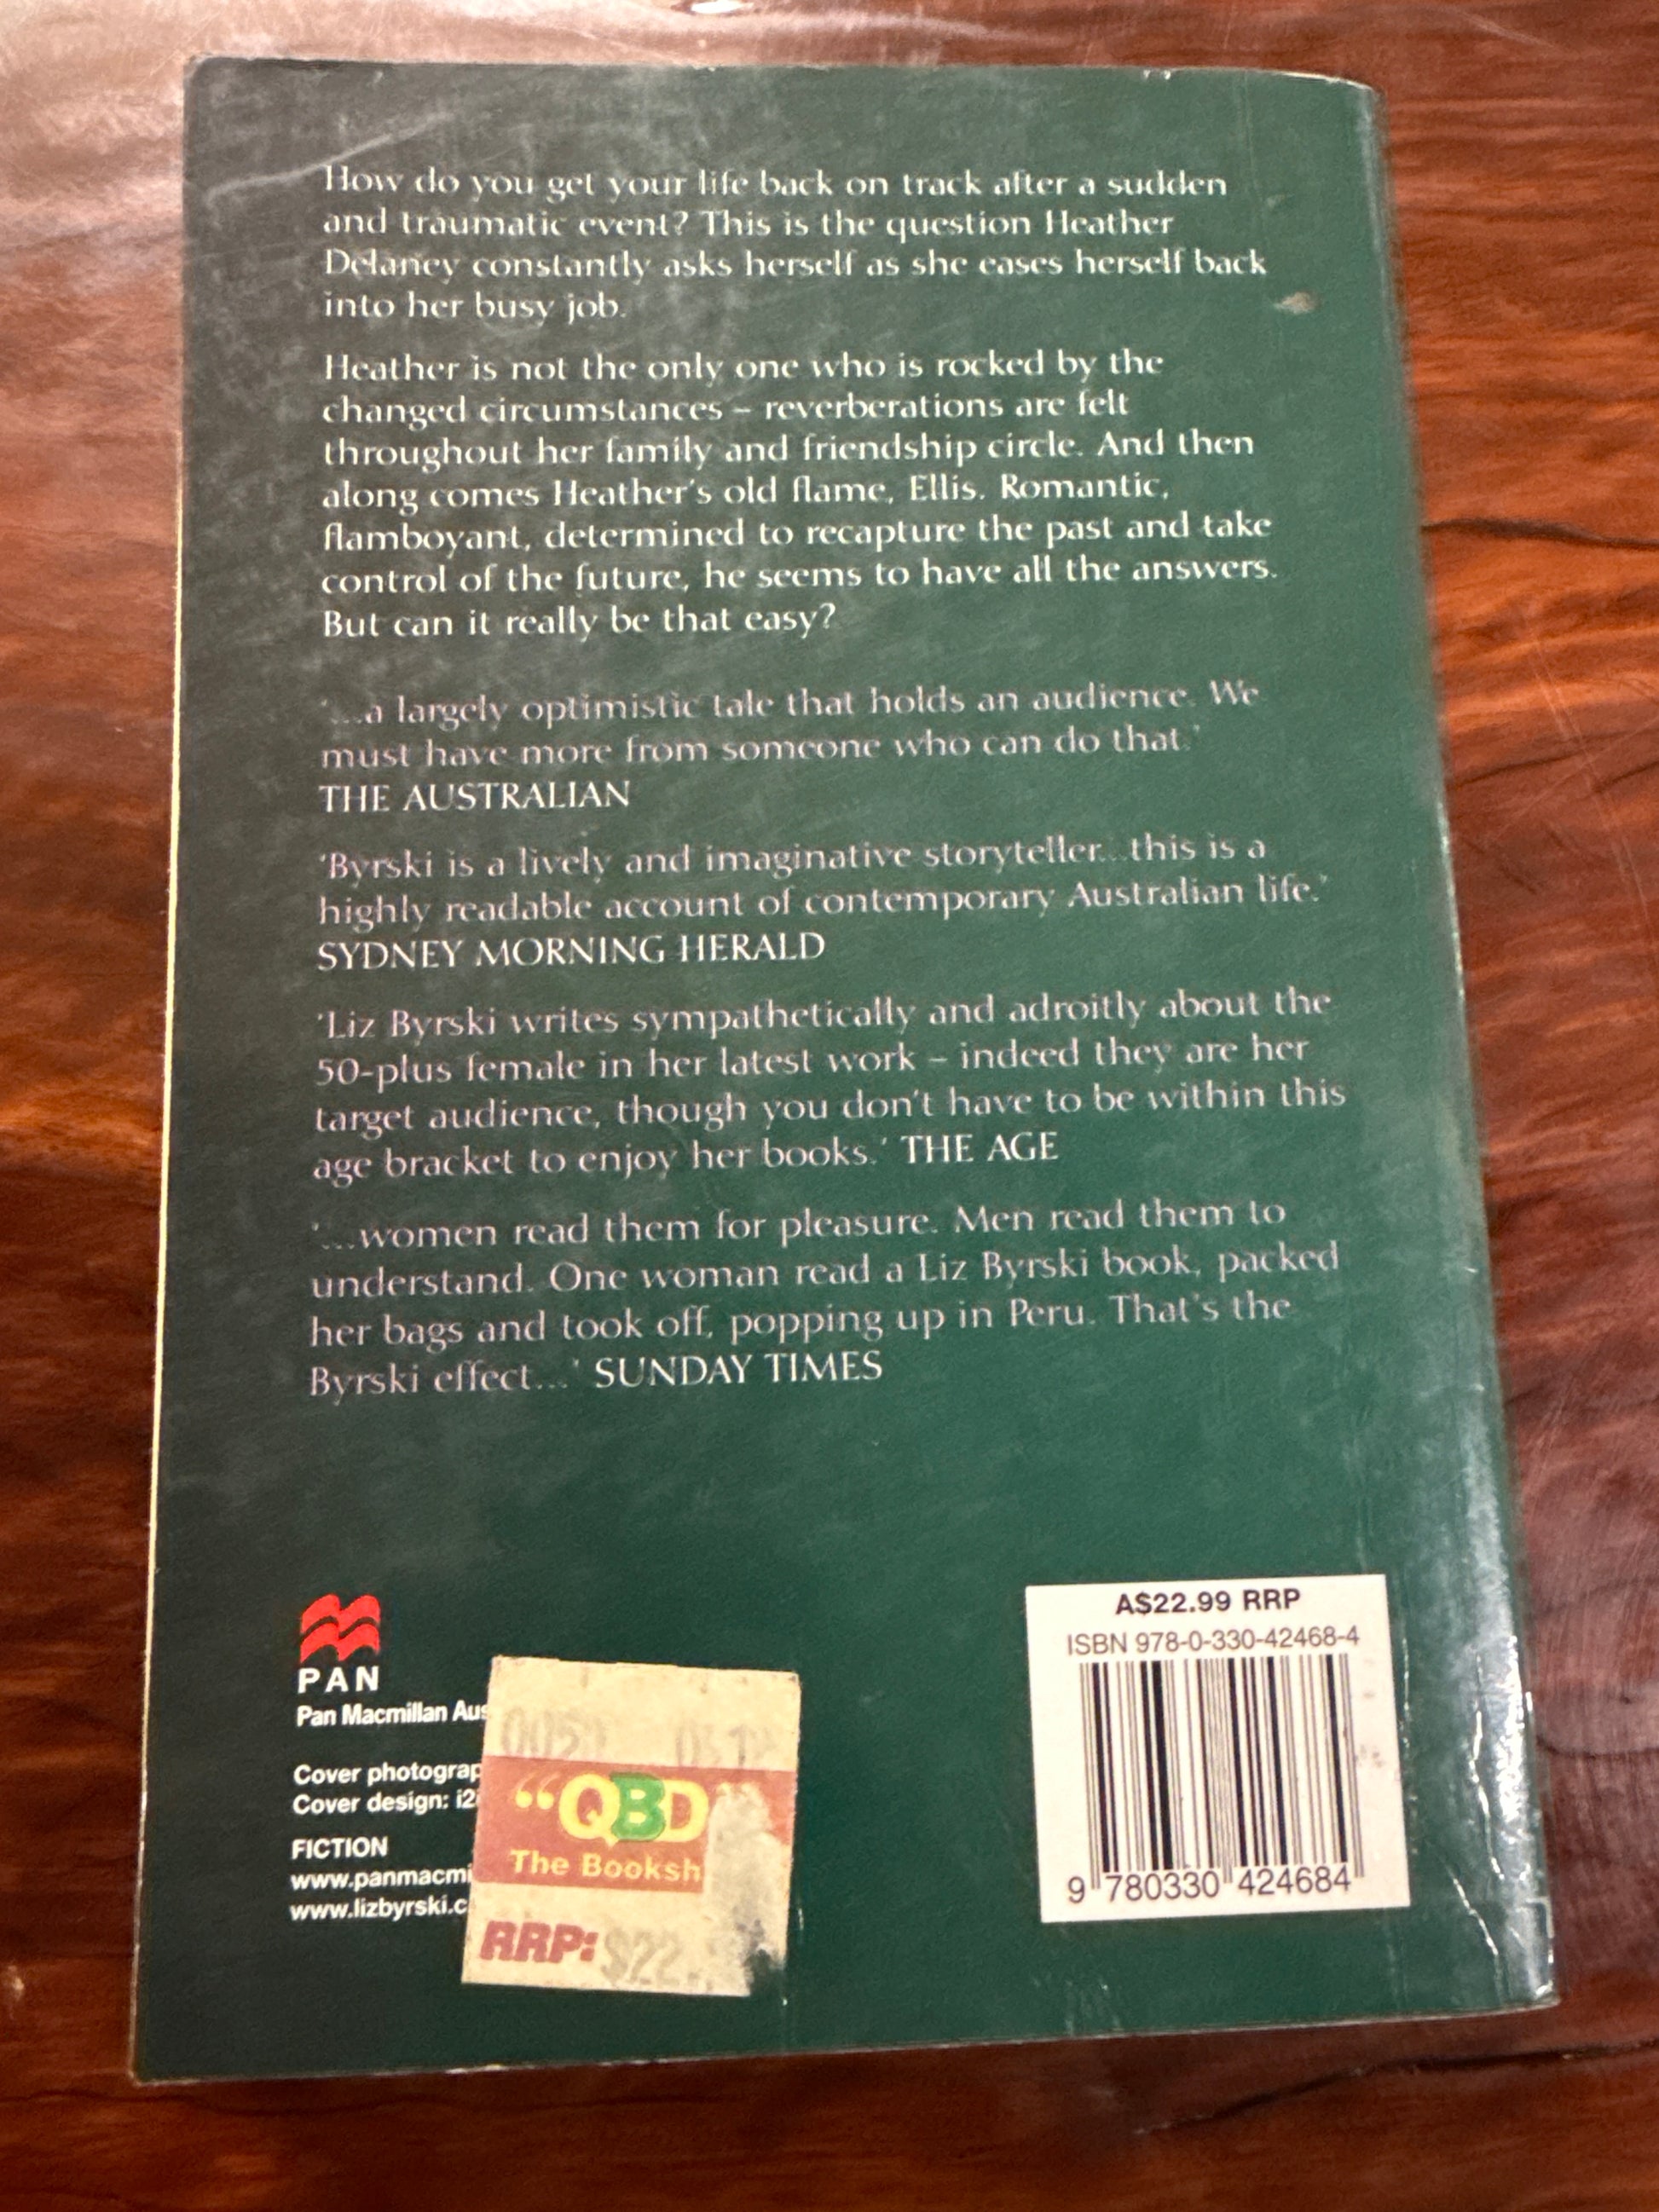 How do you get your life back on track after a sudden
and traumatic event? This is the question Heather
Delaney constantly asks herself as she eases herself back
into her busy job.
Heather is not the only one who is rocked by the
changed circumstances – reverberations are felt
throughout her family and friendship circle. And then
along comes Heather's old flame, Ellis. Romantic,
flamboyant, determined to recapture the past and take
control of the future, he seems to have all the answers.
But can it really be that easy?
'...a largely optimistic tale that holds an audience. We
must have more from someone who can do that.'
THE AUSTRALIAN
'Byrski is a lively and imaginative storyteller...this is a
highly readable account of contemporary Australian life.'
SYDNEY MORNING HERALD
'Liz Byrski writes sympathetically and adroitly about the
50-plus female in her latest work – indeed they are her
target audience, though you don't have to be within this
age bracket to enjoy her books.' THE AGE
'...women read them for pleasure. Men read them to
understand. One woman read a Liz Byrski book, packed
her bags and took off, popping up in Peru. That's the
Byrski effect...' SUNDAY TIMES
PAN
Pan Macmillan Aus
Cover photograp
Cover design: i2
FICTION
www.panmacmi
www.lizbyrski.c
"QBD"
The Booksh
RRP: $22.
A$22.99 RRP
ISBN 978-0-330-42468-4
9 780330 424684